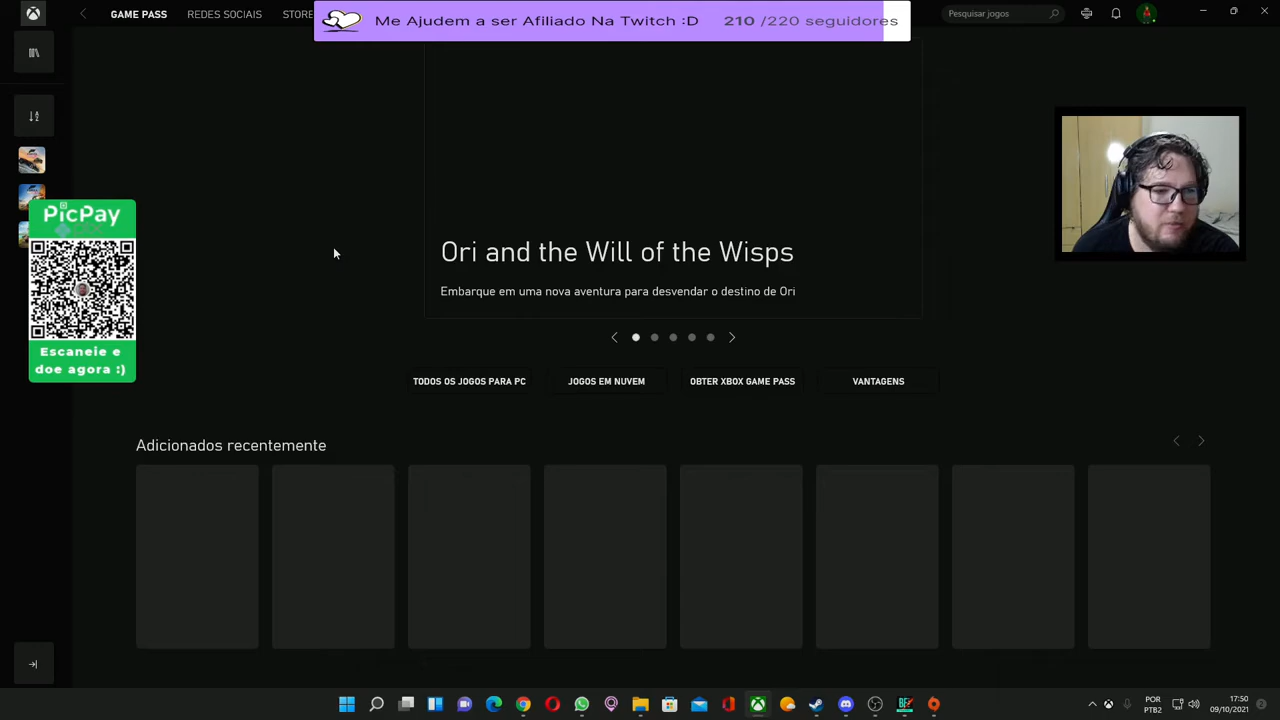 GAME PASS
REDES SOCIAIS
STORE
Me Ajudem a ser Afiliado Na Twitch :D
210 /220 seguidores
Pesquisar jogos
PicPay
pix
Escaneie e
doe agora :)
Ori and the Will of the Wisps
Embarque em uma nova aventura para desvendar o destino de Ori
TODOS OS JOGOS PARA PC
JOGOS EM NUVEM
OBTER XBOX GAME PASS
VANTAGENS
Adicionados recentemente
POR
PTB2
17:50
09/10/2021